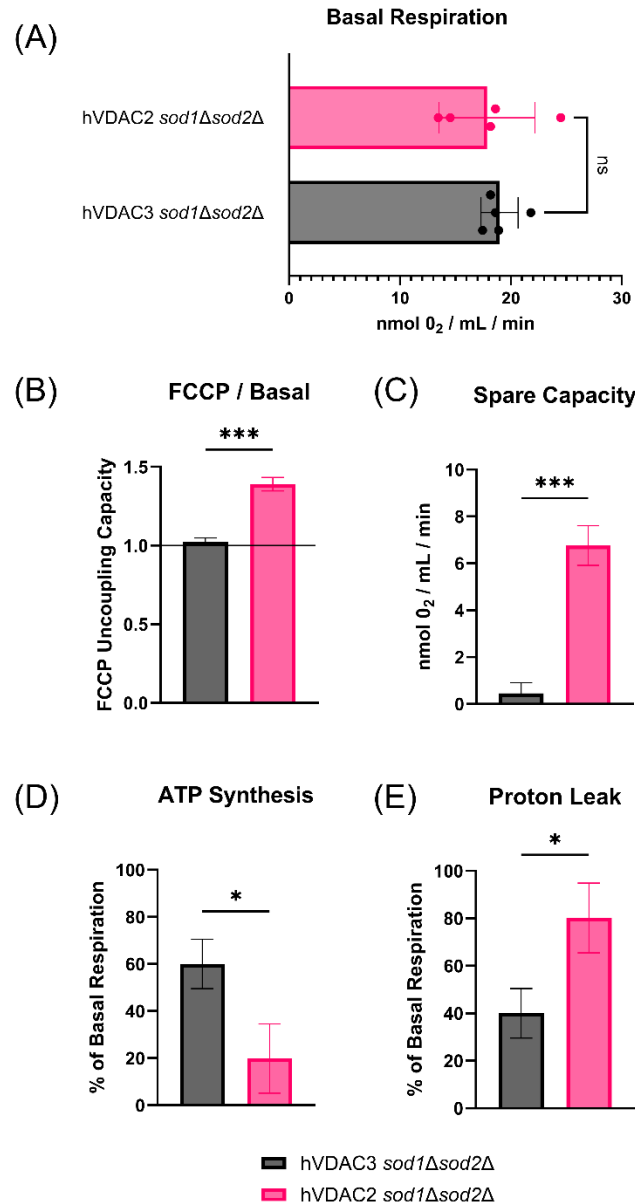 (A)
Basal Respiration
hVDAC2 sod1Δsod2Δ
hVDAC3 sod1Δsod2Δ
ns
0 10 20 30
nmol 0₂ / mL / min
(B)
FCCP / Basal
***
FCCP Uncoupling Capacity
1.5
1.0
0.5
0.0
(C)
Spare Capacity
***
nmol 0₂ / mL / min
10
8
6
4
2
0
(D)
ATP Synthesis
*
% of Basal Respiration
100
80
60
40
20
0
(E)
Proton Leak
*
% of Basal Respiration
100
80
60
40
20
0
hVDAC3 sod1Δsod2Δ
hVDAC2 sod1Δsod2Δ